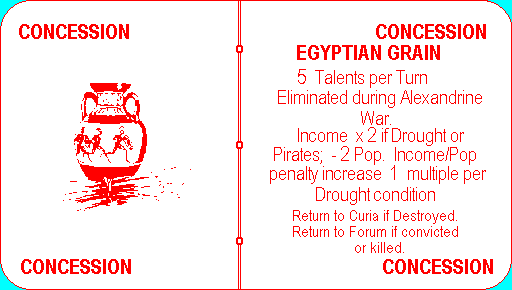 CONCESSION
CONCESSION
CONCESSION
EGYPTIAN GRAIN
5 Talents per Turn
Eliminated during Alexandrine
War.
Income x 2 if Drought or
Pirates; - 2 Pop. Income/Pop
penalty increase 1 multiple per
Drought condition
Return to Curia if Destroyed.
Return to Forum if convicted
or killed.
CONCESSION